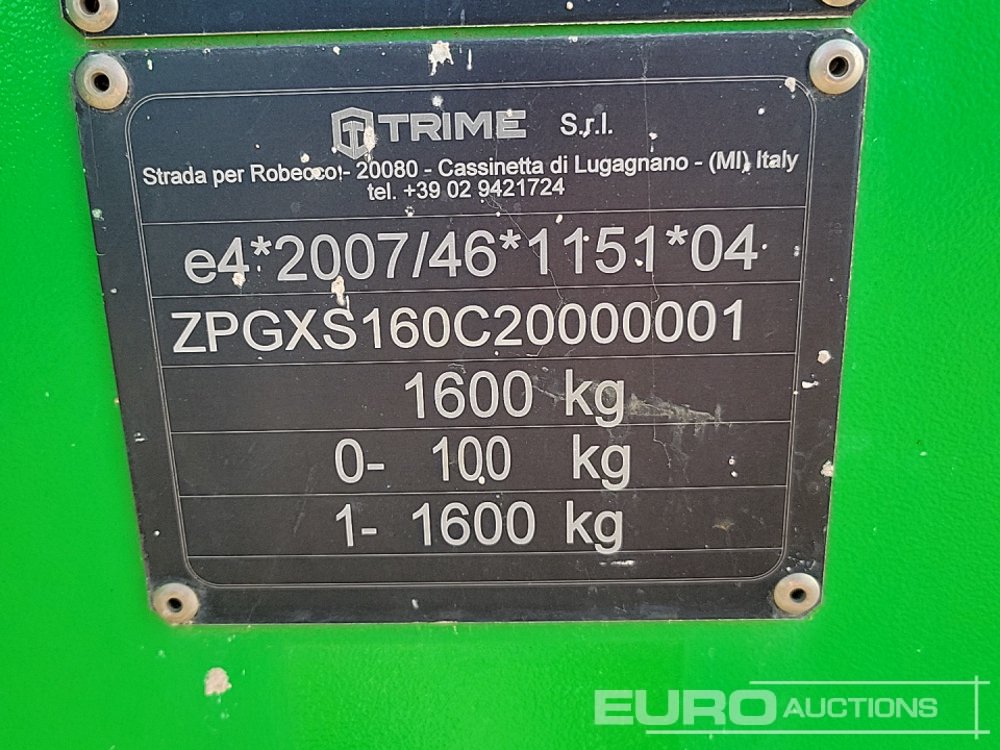 TRIME S.r.l.
Strada per Robecco - 20080 - Cassinetta di Lugagnano - (MI) Italy
tel. +39 02 9421724
e4*2007/46*1151*04
ZPGXS160C20000001
1600 kg
0- 100 kg
1- 1600 kg
EURO AUCTIONS